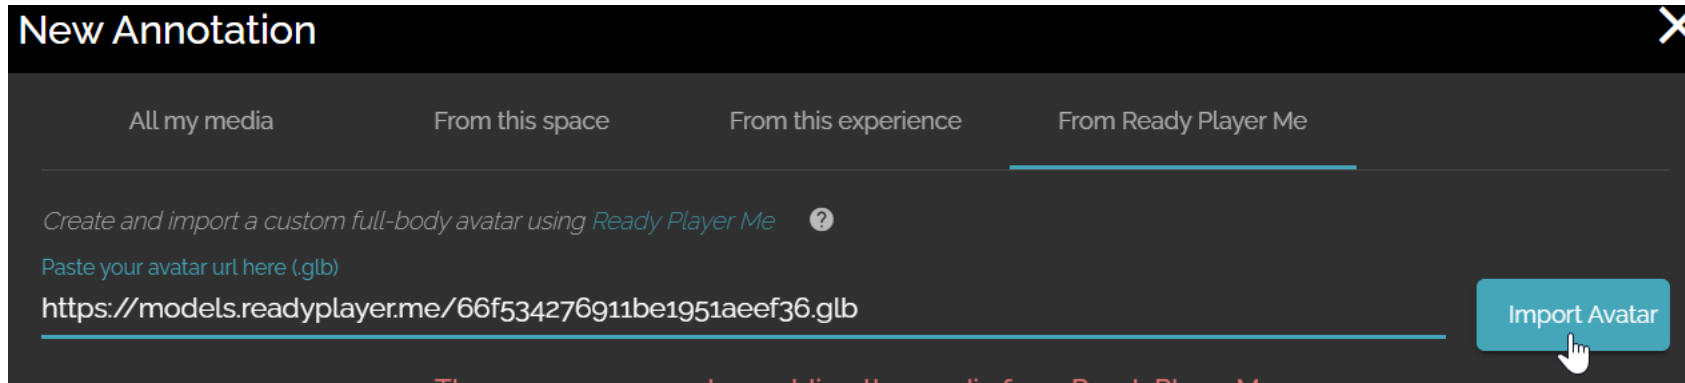 New Annotation
All my media From this space From this experience From Ready Player Me
Create and import a custom full-body avatar using Ready Player Me
Paste your avatar url here (.glb)
https://models.readyplayer.me/66f534276911be1951aeef36.glb
Import Avatar